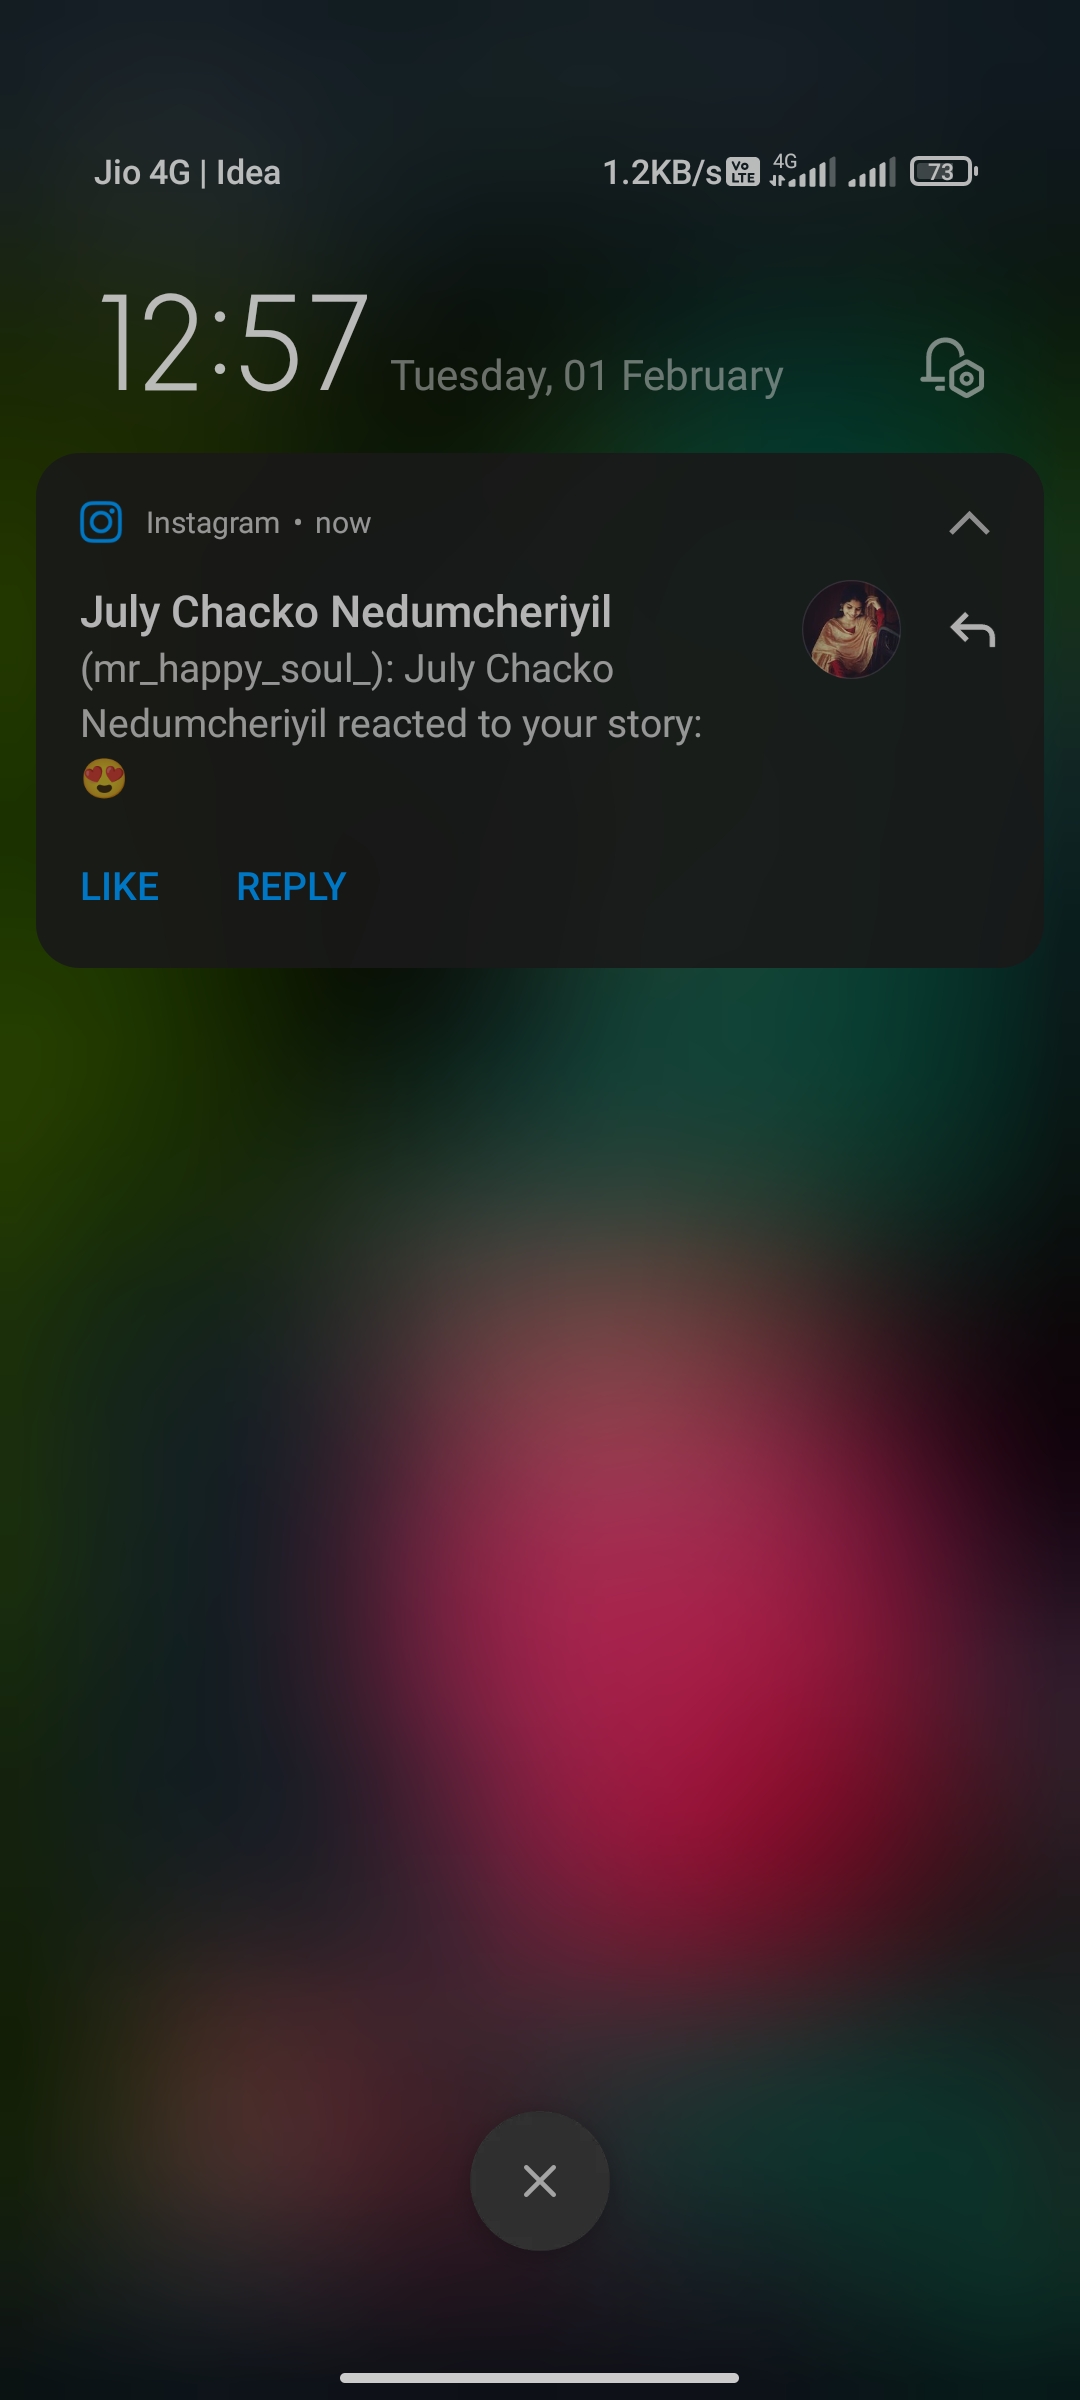 Jio 4G | Idea 1.2KB/s Vo LTE 4G 73
12:57 Tuesday, 01 February
Instagram • now
July Chacko Nedumcheriyil
(mr_happy_soul_): July Chacko
Nedumcheriyil reacted to your story:
😍
LIKE REPLY